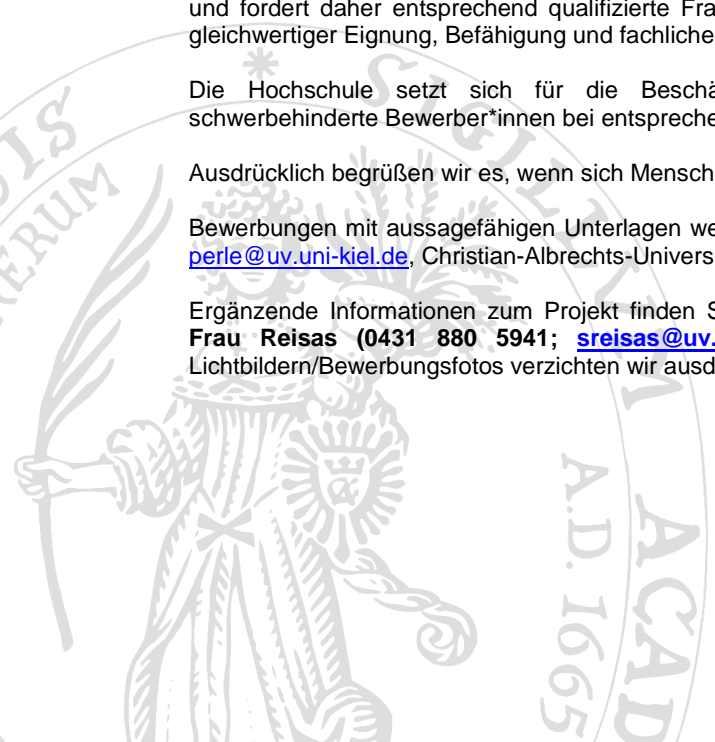 und fordert daher entsprechend qualifizierte Fra
gleichwertiger Eignung, Befähigung und fachliche
Die Hochschule setzt sich für die Beschä
schwerbehinderte Bewerber*innen bei entspreche
Ausdrücklich begrüßen wir es, wenn sich Mensch
Bewerbungen mit aussagefähigen Unterlagen we
perle@uv.uni-kiel.de, Christian-Albrechts-Univers
Ergänzende Informationen zum Projekt finden S
Frau Reisas (0431 880 5941; sreisas@uv.
Lichtbildern/Bewerbungsfotos verzichten wir ausd
SIGILLVM
ACAD
A.D. 1665